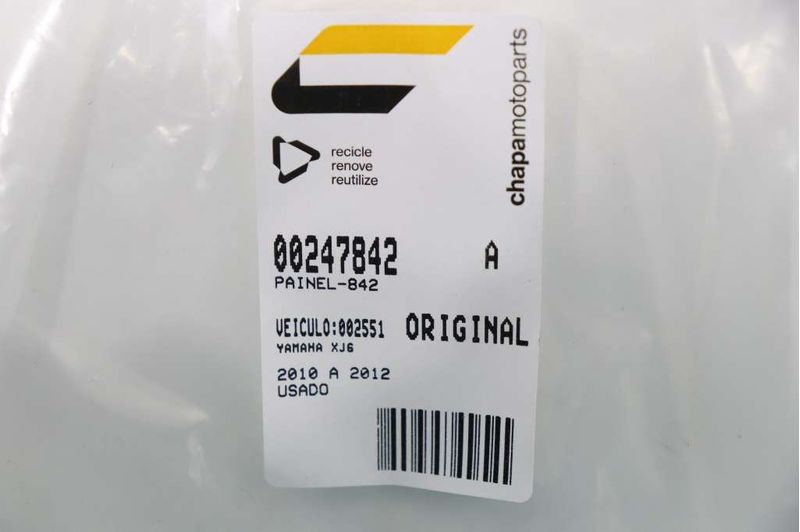 chapamotoparts
recicle
renove
reutilize
00247842 A
PAINEL-842
VEICULO:002551 ORIGINAL
YAMAHA XJ6
2010 A 2012
USADO